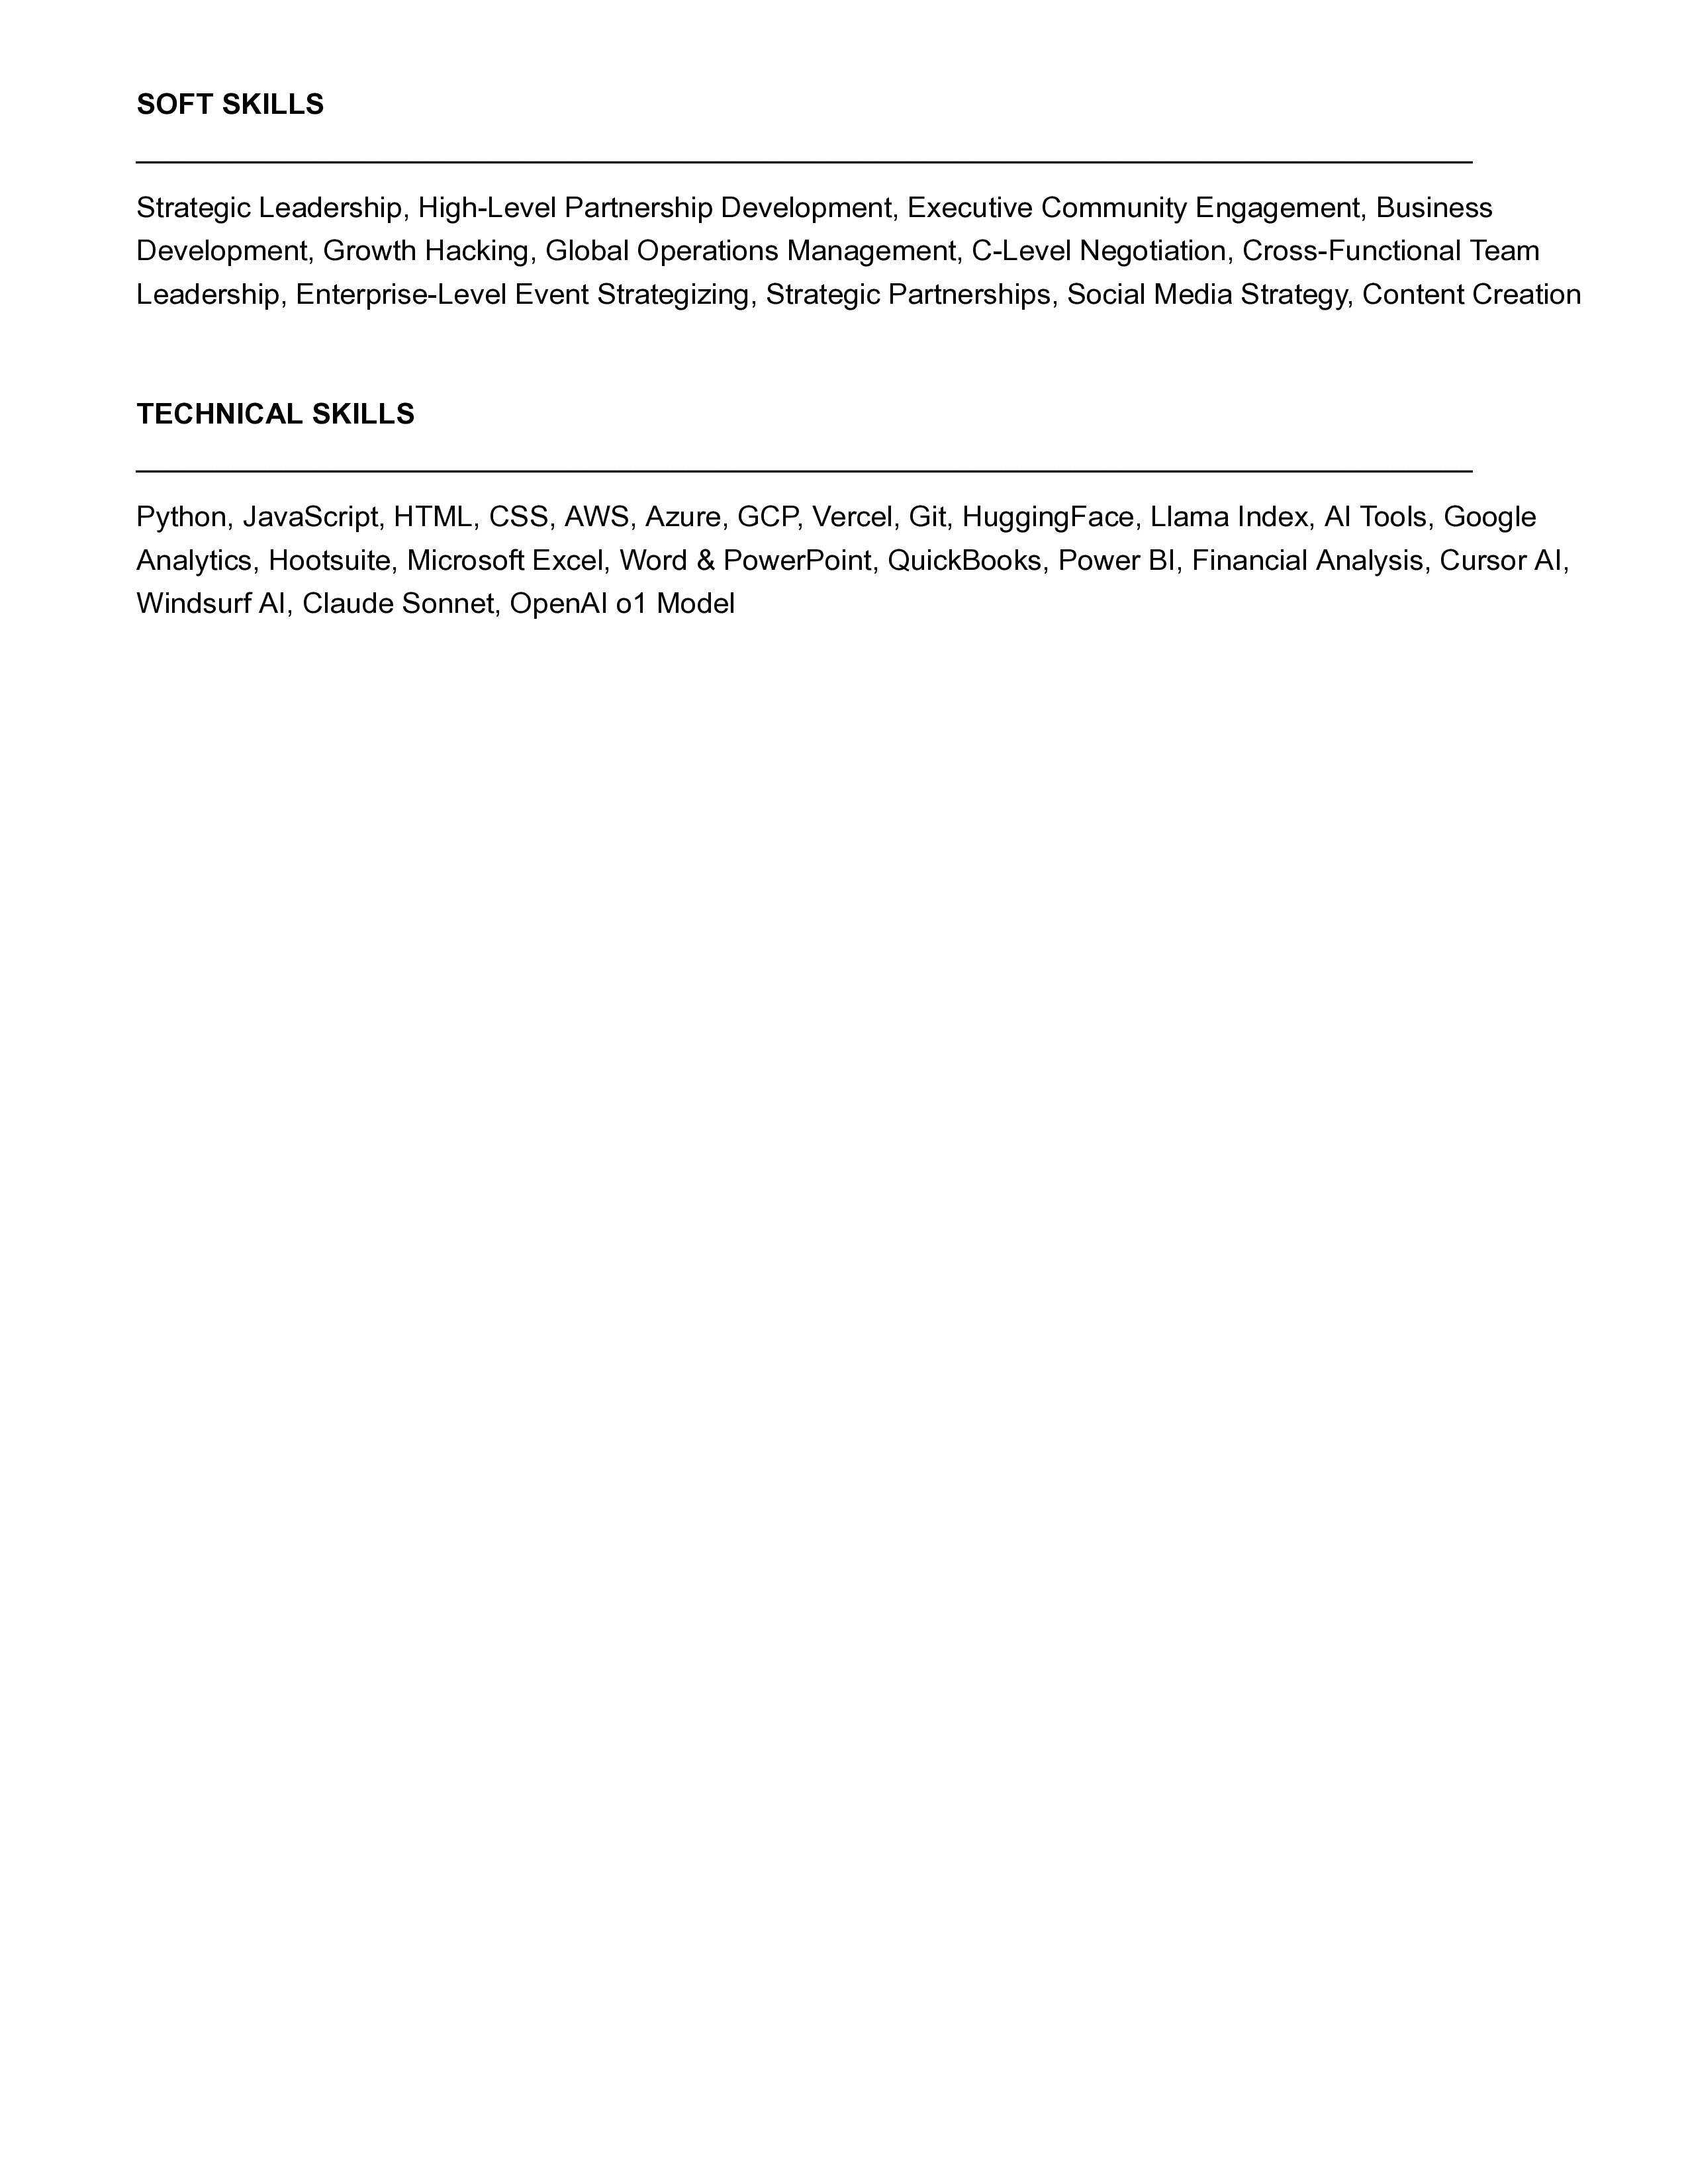 SOFT SKILLS
Strategic Leadership, High-Level Partnership Development, Executive Community Engagement, Business
Development, Growth Hacking, Global Operations Management, C-Level Negotiation, Cross-Functional Team
Leadership, Enterprise-Level Event Strategizing, Strategic Partnerships, Social Media Strategy, Content Creation
TECHNICAL SKILLS
Python, JavaScript, HTML, CSS, AWS, Azure, GCP, Vercel, Git, HuggingFace, Llama Index, AI Tools, Google
Analytics, Hootsuite, Microsoft Excel, Word & PowerPoint, QuickBooks, Power BI, Financial Analysis, Cursor AI,
Windsurf AI, Claude Sonnet, OpenAI o1 Model